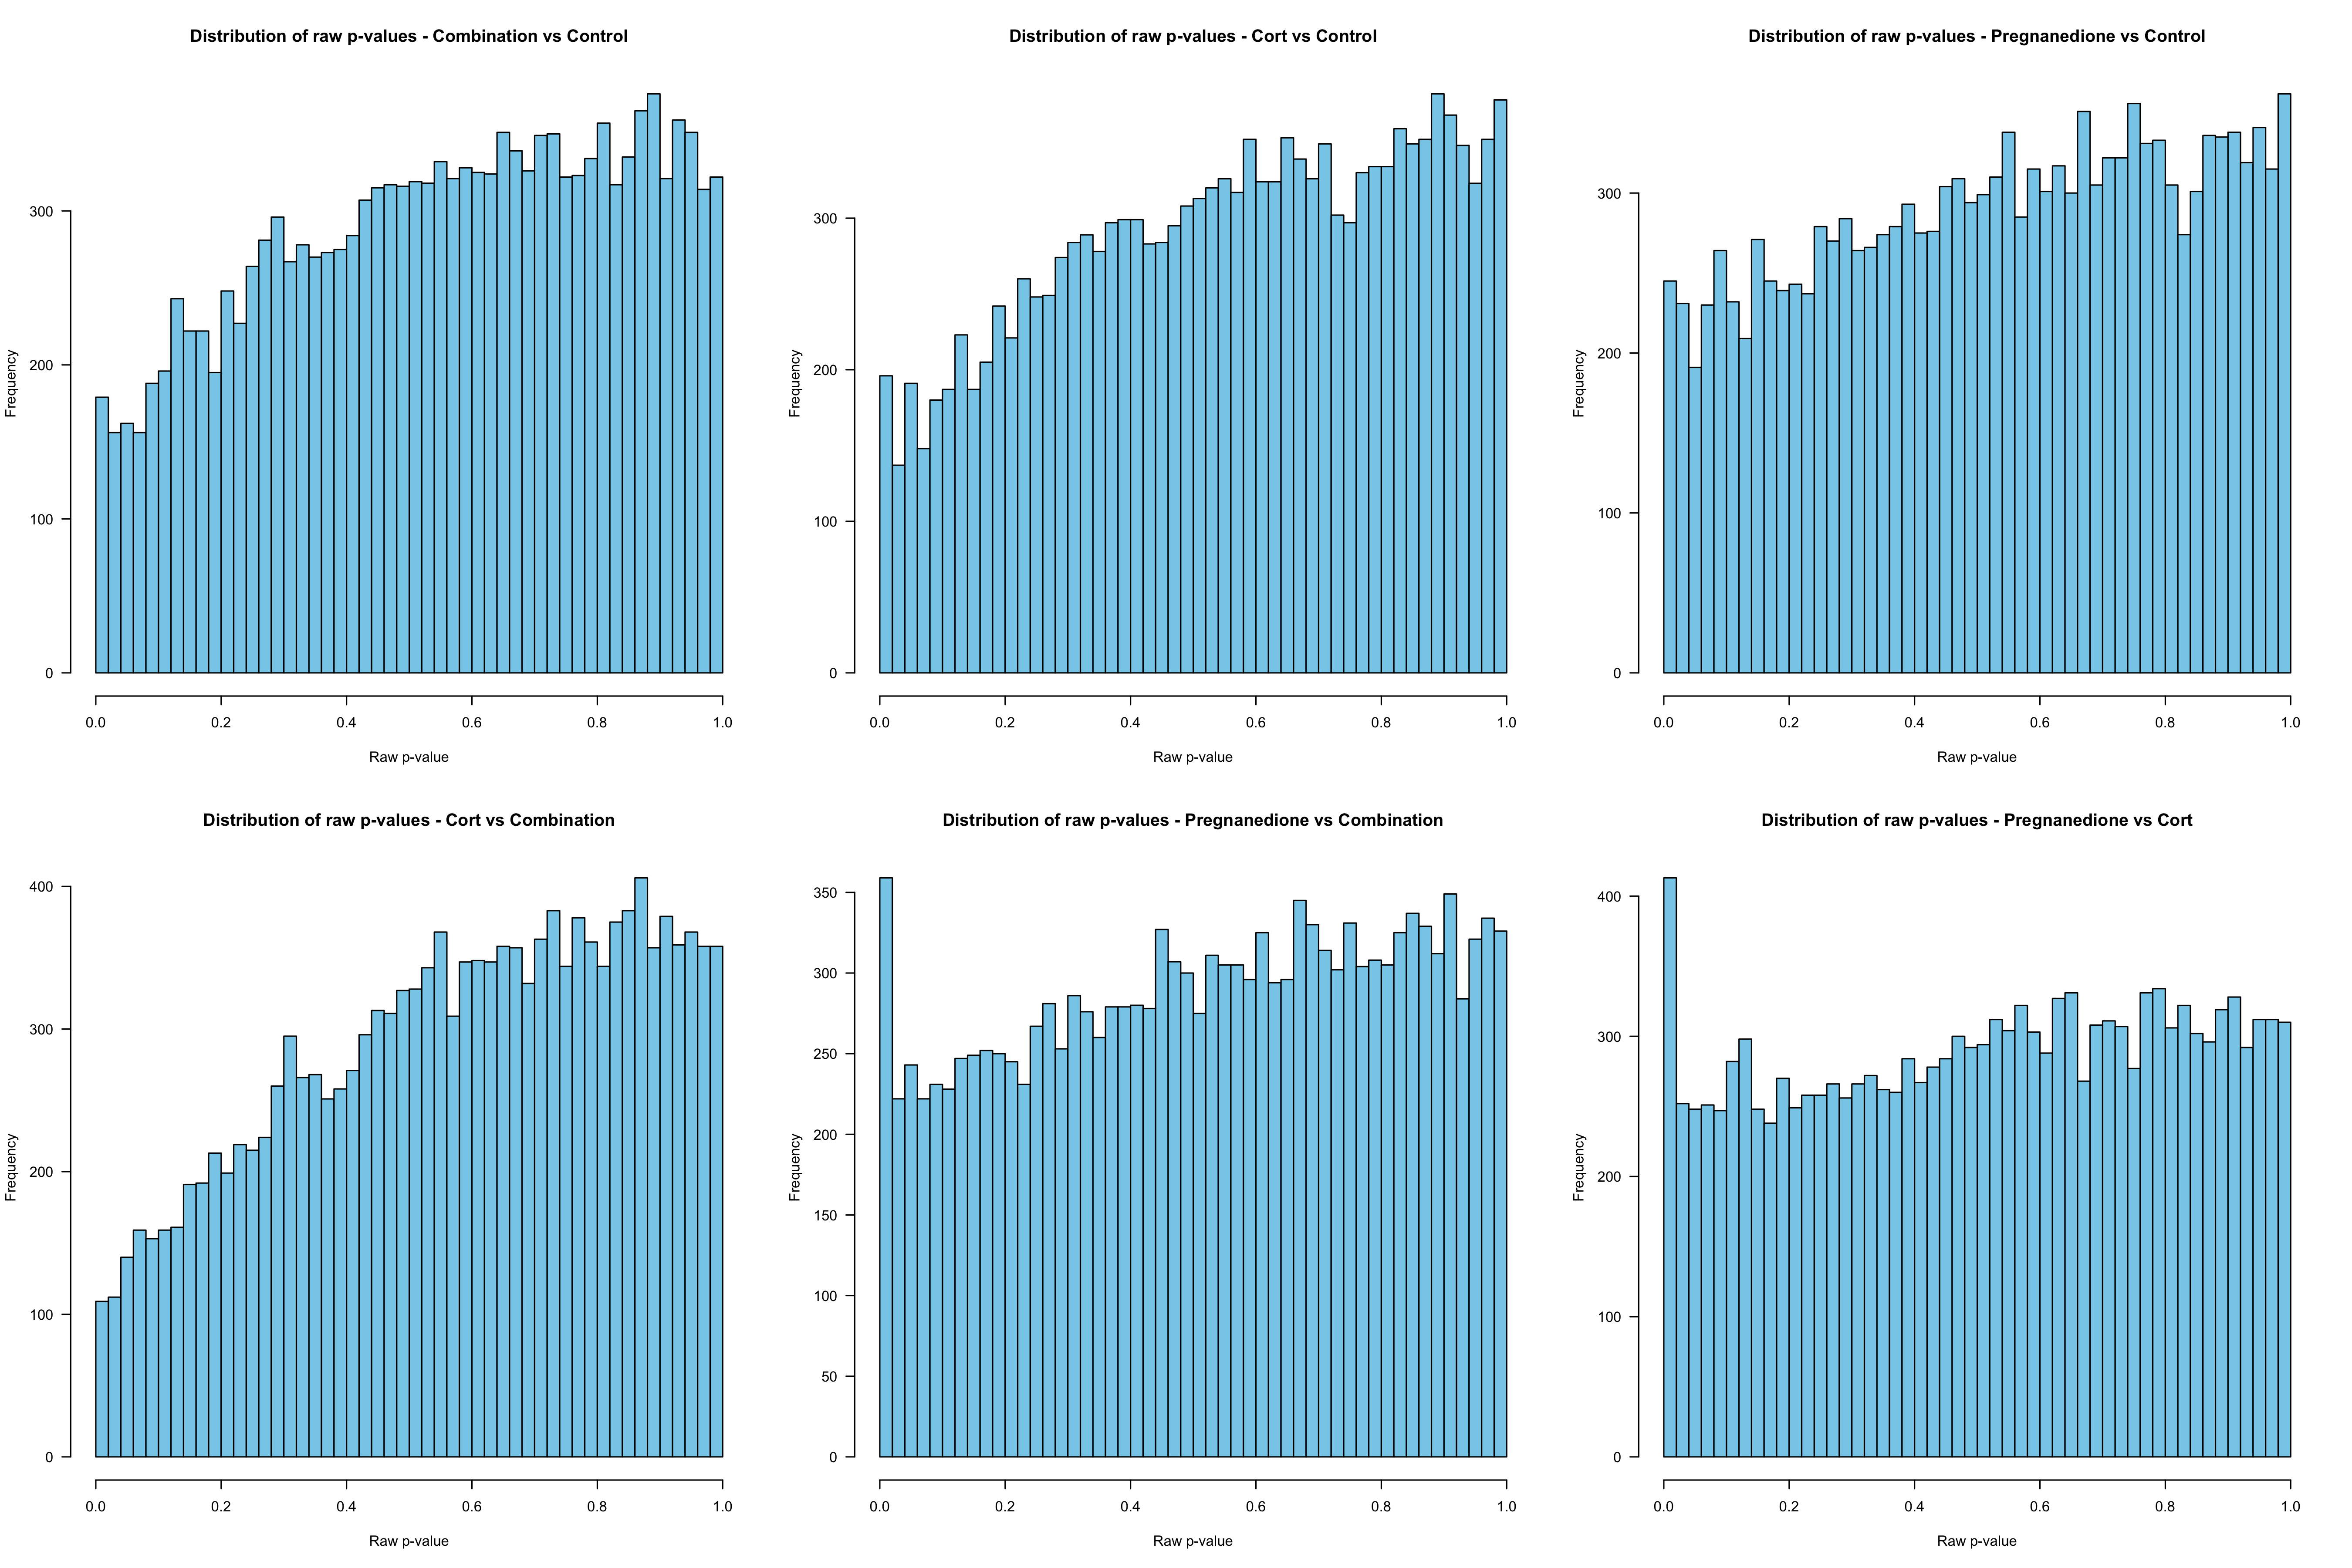 Distribution of raw p-values - Combination vs Control
Frequency
300
200
100
0
0.0 0.2 0.4 0.6 0.8 1.0
Raw p-value
Distribution of raw p-values - Cort vs Control
Frequency
300
200
100
0
0.0 0.2 0.4 0.6 0.8 1.0
Raw p-value
Distribution of raw p-values - Pregnanedione vs Control
Frequency
300
200
100
0
0.0 0.2 0.4 0.6 0.8 1.0
Raw p-value
Distribution of raw p-values - Cort vs Combination
Frequency
400
300
200
100
0
0.0 0.2 0.4 0.6 0.8 1.0
Raw p-value
Distribution of raw p-values - Pregnanedione vs Combination
Frequency
350
300
250
200
150
100
50
0
0.0 0.2 0.4 0.6 0.8 1.0
Raw p-value
Distribution of raw p-values - Pregnanedione vs Cort
Frequency
400
300
200
100
0
0.0 0.2 0.4 0.6 0.8 1.0
Raw p-value